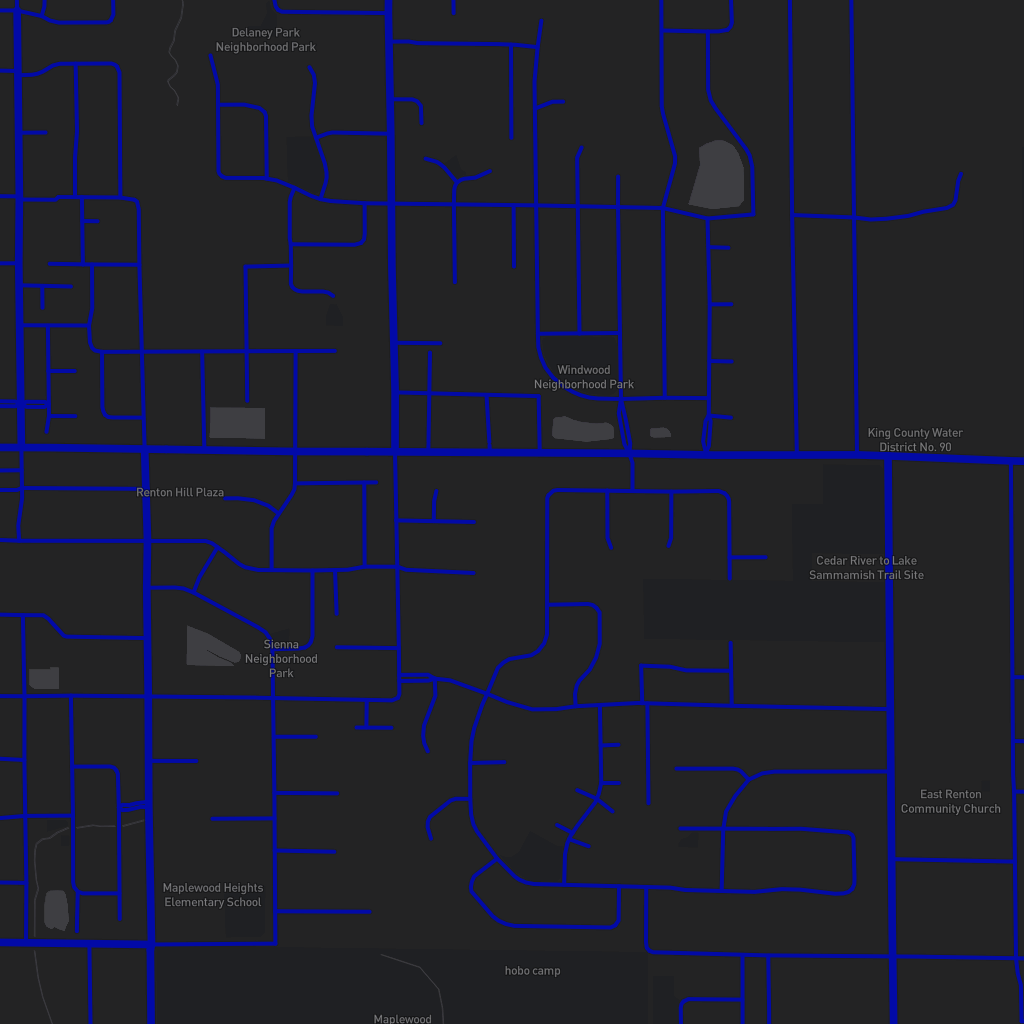 Delaney Park
Neighborhood Park
Windwood
Neighborhood Park
King County Water
District No. 90
Renton Hill Plaza
Cedar River to Lake
Sammamish Trail Site
Sienna
Neighborhood
Park
East Renton
Community Church
Maplewood Heights
Elementary School
hobo camp
Maplewood